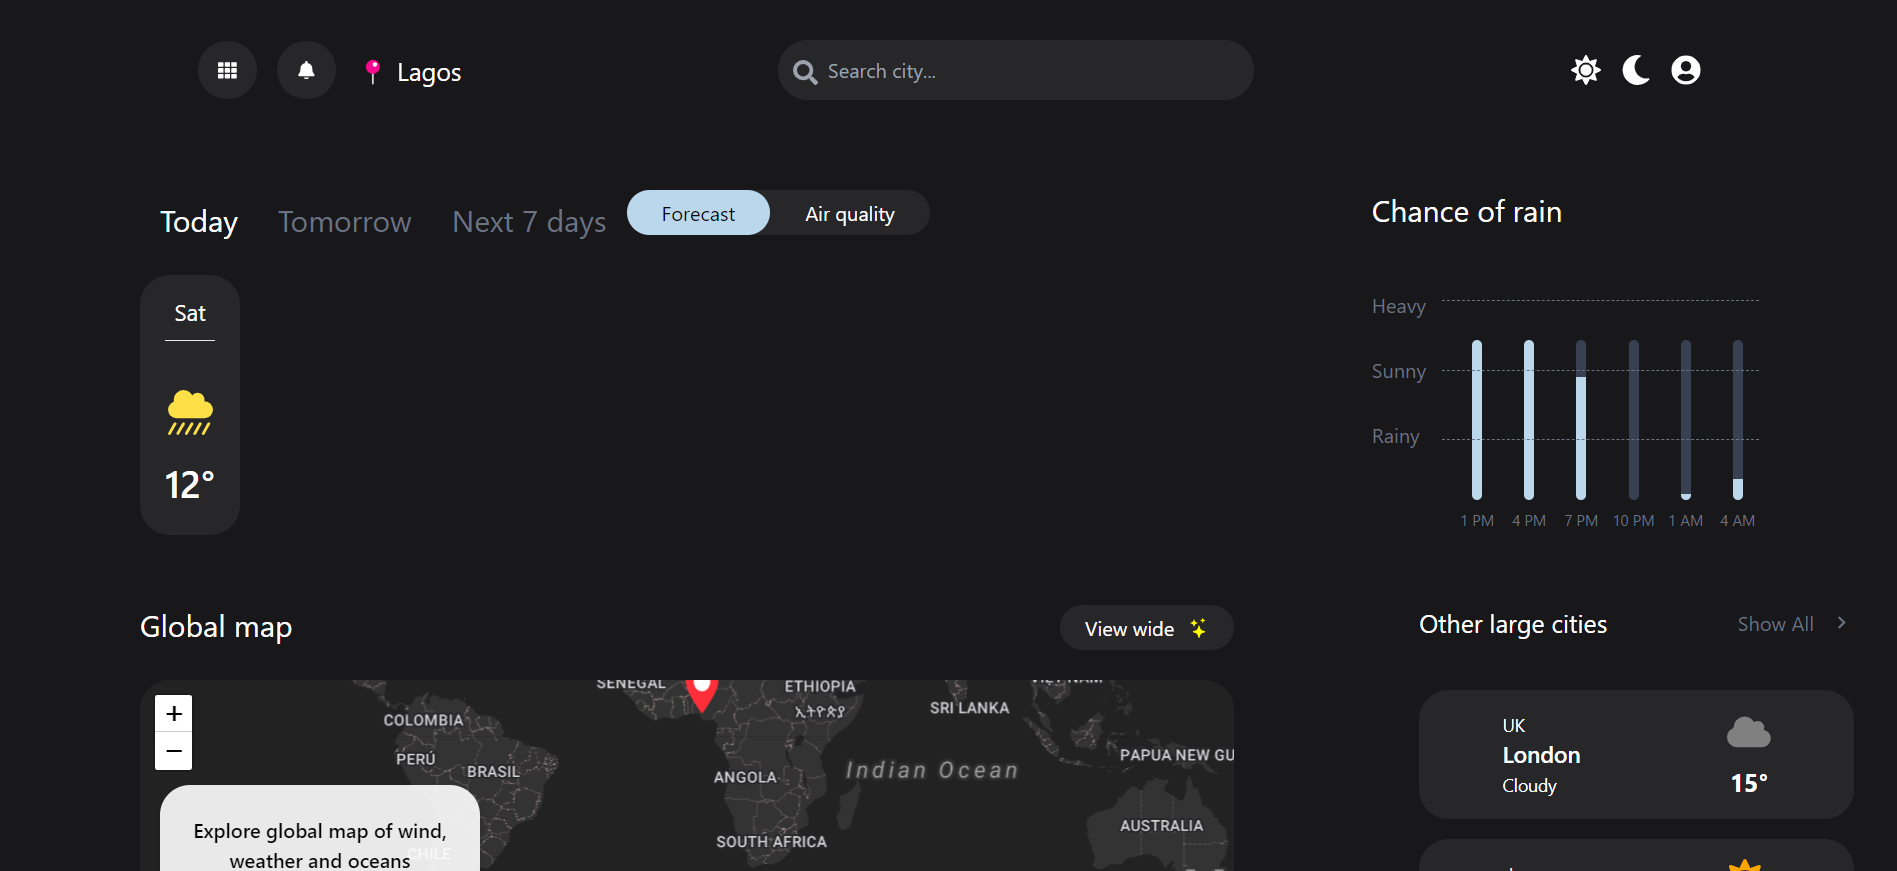 Lagos
Search city...
Today Tomorrow Next 7 days Forecast Air quality
Sat
12°
Chance of rain
Heavy
Sunny
Rainy
1 PM 4 PM 7 PM 10 PM 1 AM 4 AM
Global map
View wide
+
−
SENEGAL
ETHIOPIA
ኢትዮጵያ
COLOMBIA
SRI LANKA
PERÚ
BRASIL
PAPUA NEW GU
ANGOLA
Indian Ocean
AUSTRALIA
SOUTH AFRICA
CHILE
Explore global map of wind,
weather and oceans
Other large cities
Show All
UK
London
Cloudy
15°